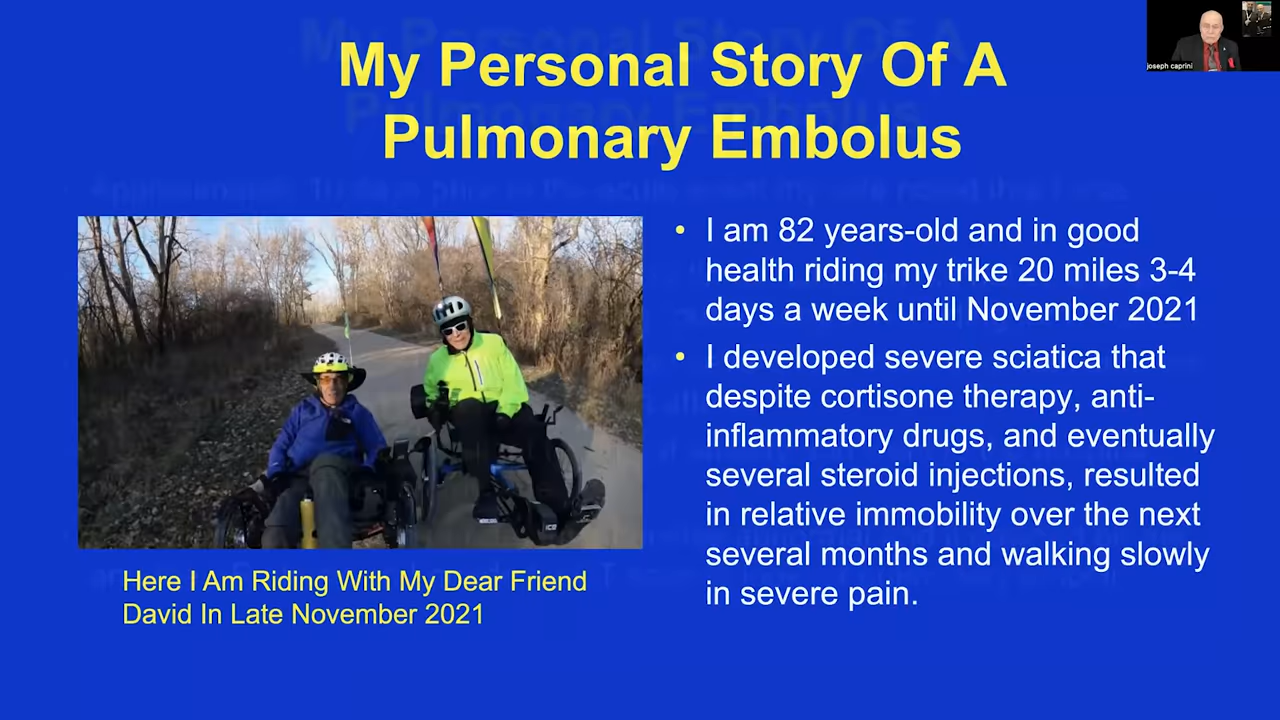 My Personal Story Of A
Pulmonary Embolus
joseph caprini
• I am 82 years-old and in good
health riding my trike 20 miles 3-4
days a week until November 2021
• I developed severe sciatica that
despite cortisone therapy, anti-
inflammatory drugs, and eventually
several steroid injections, resulted
in relative immobility over the next
several months and walking slowly
in severe pain.
Here I Am Riding With My Dear Friend
David In Late November 2021